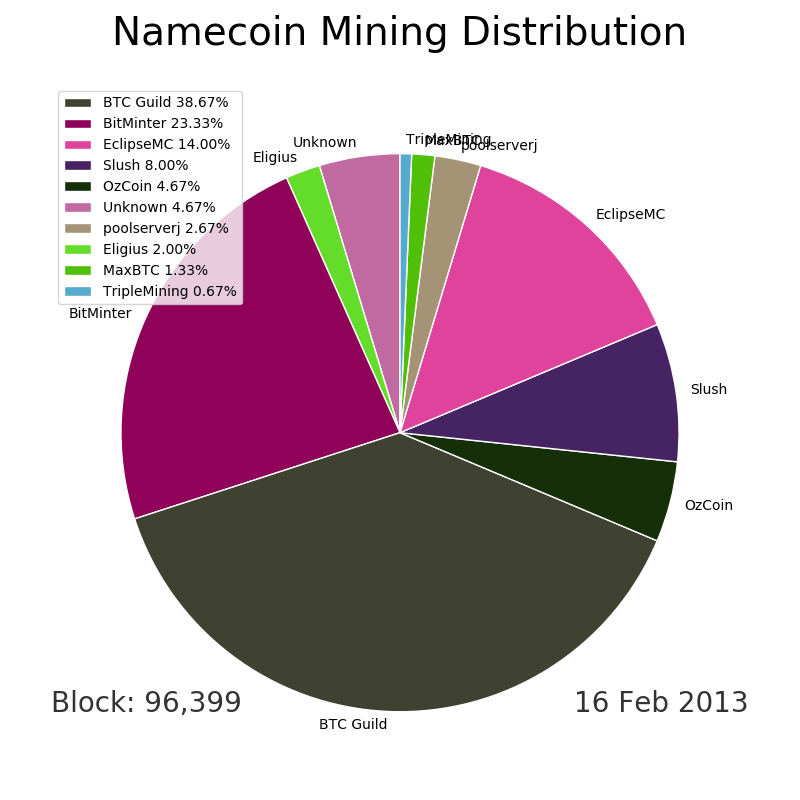 Namecoin Mining Distribution
BTC Guild 38.67%
BitMinter 23.33%
EclipseMC 14.00%
Slush 8.00%
OzCoin 4.67%
Unknown 4.67%
poolserverj 2.67%
Eligius 2.00%
MaxBTC 1.33%
TripleMining 0.67%
TripleMining
MaxBTC
poolserverj
Unknown
Eligius
EclipseMC
BitMinter
Slush
OzCoin
BTC Guild
Block: 96,399
16 Feb 2013